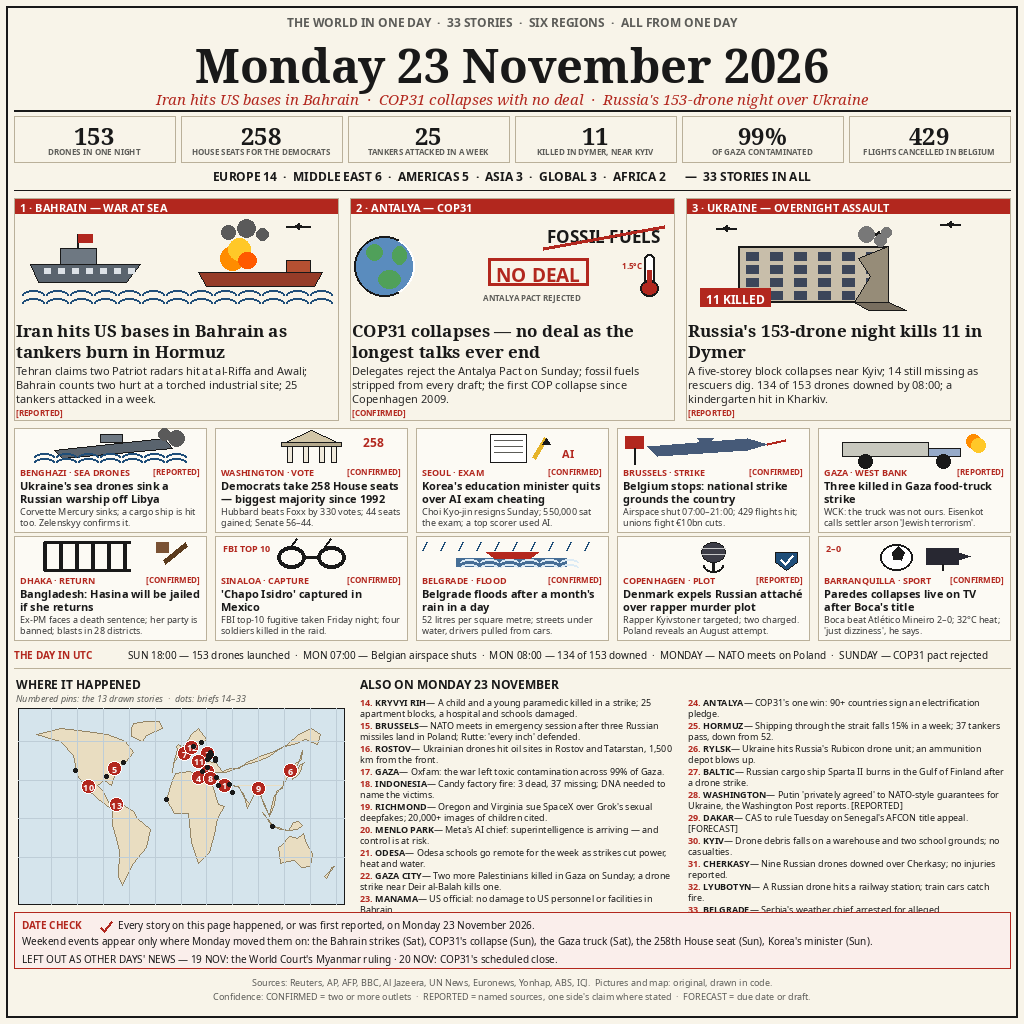 THE WORLD IN ONE DAY · 33 STORIES · SIX REGIONS · ALL FROM ONE DAY
Monday 23 November 2026
Iran hits US bases in Bahrain · COP31 collapses with no deal · Russia's 153-drone night over Ukraine
153
DRONES IN ONE NIGHT
258
HOUSE SEATS FOR THE DEMOCRATS
25
TANKERS ATTACKED IN A WEEK
11
KILLED IN DYMER, NEAR KYIV
99%
OF GAZA CONTAMINATED
429
FLIGHTS CANCELLED IN BELGIUM
EUROPE 14 · MIDDLE EAST 6 · AMERICAS 5 · ASIA 3 · GLOBAL 3 · AFRICA 2 — 33 STORIES IN ALL
1 · BAHRAIN — WAR AT SEA
Iran hits US bases in Bahrain as
tankers burn in Hormuz
Tehran claims two Patriot radars hit at al-Riffa and Awali;
Bahrain counts two hurt at a torched industrial site; 25
tankers attacked in a week.
[REPORTED]
2 · ANTALYA — COP31
FOSSIL FUELS
NO DEAL
1.5°C
ANTALYA PACT REJECTED
COP31 collapses — no deal as the
longest talks ever end
Delegates reject the Antalya Pact on Sunday; fossil fuels
stripped from every draft; the first COP collapse since
Copenhagen 2009.
[CONFIRMED]
3 · UKRAINE — OVERNIGHT ASSAULT
11 KILLED
Russia's 153-drone night kills 11 in
Dymer
A five-storey block collapses near Kyiv; 14 still missing as
rescuers dig. 134 of 153 drones downed by 08:00; a
kindergarten hit in Kharkiv.
[REPORTED]
BENGHAZI · SEA DRONES [REPORTED]
Ukraine's sea drones sink a
Russian warship off Libya
Corvette Mercury sinks; a cargo ship is hit
too. Zelenskyy confirms it.
258
WASHINGTON · VOTE [CONFIRMED]
Democrats take 258 House seats
— biggest majority since 1992
Hubbard beats Foxx by 330 votes; 44 seats
gained; Senate 56–44.
AI
SEOUL · EXAM [CONFIRMED]
Korea's education minister quits
over AI exam cheating
Choi Kyo-jin resigns Sunday; 550,000 sat
the exam; a top scorer used AI.
BRUSSELS · STRIKE [CONFIRMED]
Belgium stops: national strike
grounds the country
Airspace shut 07:00–21:00; 429 flights hit;
unions fight €10bn cuts.
GAZA · WEST BANK [REPORTED]
Three killed in Gaza food-truck
strike
WCK: the truck was not ours. Eisenkot
calls settler arson 'Jewish terrorism'.
DHAKA · RETURN [CONFIRMED]
Bangladesh: Hasina will be jailed
if she returns
Ex-PM faces a death sentence; her party is
banned; blasts in 28 districts.
FBI TOP 10
SINALOA · CAPTURE [CONFIRMED]
'Chapo Isidro' captured in
Mexico
FBI top-10 fugitive taken Friday night; four
soldiers killed in the raid.
BELGRADE · FLOOD [CONFIRMED]
Belgrade floods after a month's
rain in a day
52 litres per square metre; streets under
water, drivers pulled from cars.
COPENHAGEN · PLOT [REPORTED]
Denmark expels Russian attaché
over rapper murder plot
Rapper Kyivstoner targeted; two charged.
Poland reveals an August attempt.
2–0
BARRANQUILLA · SPORT [CONFIRMED]
Paredes collapses live on TV
after Boca's title
Boca beat Atlético Mineiro 2–0; 32°C heat;
'just dizziness', he says.
THE DAY IN UTC SUN 18:00 — 153 drones launched · MON 07:00 — Belgian airspace shuts · MON 08:00 — 134 of 153 downed · MONDAY — NATO meets on Poland · SUNDAY — COP31 pact rejected
WHERE IT HAPPENED
Numbered pins: the 13 drawn stories · dots: briefs 14–33
11
5
10
13
4
8
1
9
6
ALSO ON MONDAY 23 NOVEMBER
14. KRYVYI RIH— A child and a young paramedic killed in a strike; 25
apartment blocks, a hospital and schools damaged.
15. BRUSSELS— NATO meets in emergency session after three Russian
missiles land in Poland; Rutte: 'every inch' defended.
16. ROSTOV— Ukrainian drones hit oil sites in Rostov and Tatarstan, 1,500
km from the front.
17. GAZA— Oxfam: the war left toxic contamination across 99% of Gaza.
18. INDONESIA— Candy factory fire: 3 dead, 37 missing; DNA needed to
name the victims.
19. RICHMOND— Oregon and Virginia sue SpaceX over Grok's sexual
deepfakes; 20,000+ images of children cited.
20. MENLO PARK— Meta's AI chief: superintelligence is arriving — and
control is at risk.
21. ODESA— Odesa schools go remote for the week as strikes cut power,
heat and water.
22. GAZA CITY— Two more Palestinians killed in Gaza on Sunday; a drone
strike near Deir al-Balah kills one.
23. MANAMA— US official: no damage to US personnel or facilities in
Bahrain.
24. ANTALYA— COP31's one win: 90+ countries sign an electrification
pledge.
25. HORMUZ— Shipping through the strait falls 15% in a week; 37 tankers
pass, down from 52.
26. RYLSK— Ukraine hits Russia's Rubicon drone unit; an ammunition
depot blows up.
27. BALTIC— Russian cargo ship Sparta II burns in the Gulf of Finland after
a drone strike.
28. WASHINGTON— Putin 'privately agreed' to NATO-style guarantees for
Ukraine, the Washington Post reports. [REPORTED]
29. DAKAR— CAS to rule Tuesday on Senegal's AFCON title appeal.
[FORECAST]
30. KYIV— Drone debris falls on a warehouse and two school grounds; no
casualties.
31. CHERKASY— Nine Russian drones downed over Cherkasy; no injuries
reported.
32. LYUBOTYN— A Russian drone hits a railway station; train cars catch
fire.
33. BELGRADE— Serbia's weather chief arrested for alleged
DATE CHECK Every story on this page happened, or was first reported, on Monday 23 November 2026.
Weekend events appear only where Monday moved them on: the Bahrain strikes (Sat), COP31's collapse (Sun), the Gaza truck (Sat), the 258th House seat (Sun), Korea's minister (Sun).
LEFT OUT AS OTHER DAYS' NEWS — 19 NOV: the World Court's Myanmar ruling · 20 NOV: COP31's scheduled close.
Sources: Reuters, AP, AFP, BBC, Al Jazeera, UN News, Euronews, Yonhap, ABS, ICJ. Pictures and map: original, drawn in code.
Confidence: CONFIRMED = two or more outlets · REPORTED = named sources, one side's claim where stated · FORECAST = due date or draft.